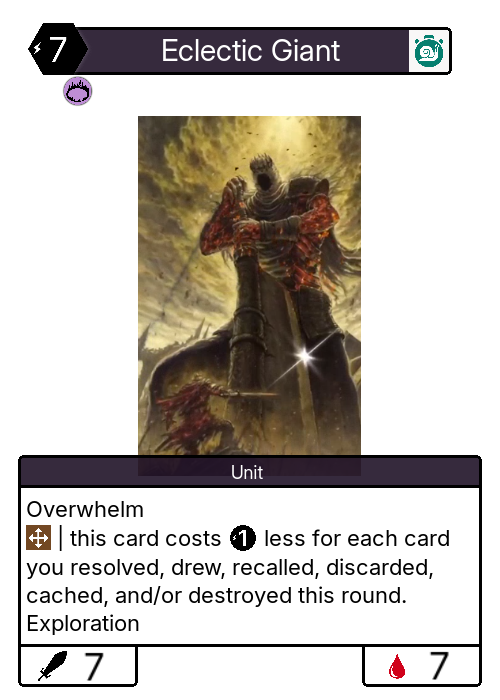 7 Eclectic Giant
Unit
Overwhelm
| this card costs 1 less for each card
you resolved, drew, recalled, discarded,
cached, and/or destroyed this round.
Exploration
7 7